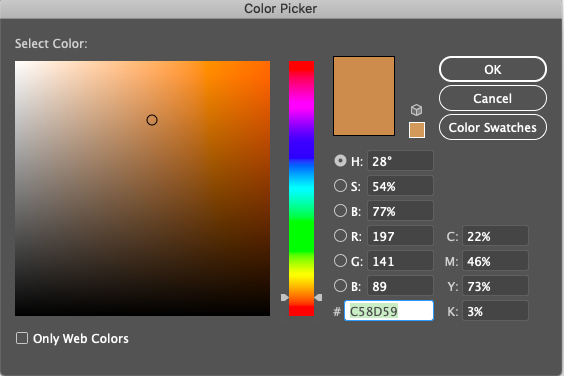 Color Picker
Select Color:
OK
Cancel
Color Swatches
H: 28°
S: 54%
B: 77%
R: 197 C: 22%
G: 141 M: 46%
B: 89 Y: 73%
# C58D59 K: 3%
Only Web Colors